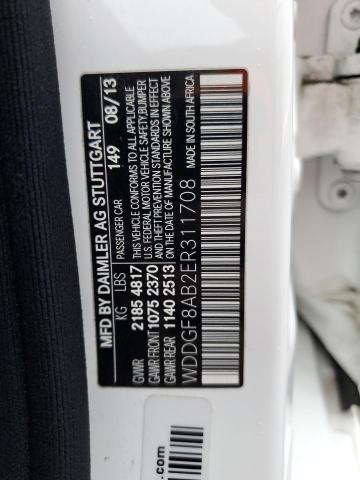 MFD BY DAIMLER AG STUTTGART
PASSENGER CAR 149 08/13
KG LBS
GVWR 2185 4817
GAWR FRONT 1075 2370
GAWR REAR 1140 2513
THIS VEHICLE CONFORMS TO ALL APPLICABLE
U.S. FEDERAL MOTOR VEHICLE SAFETY, BUMPER
AND THEFT PREVENTION STANDARDS IN EFFECT
ON THE DATE OF MANUFACTURE SHOWN ABOVE
MADE IN SOUTH AFRICA
WDDGF8AB2ER311708